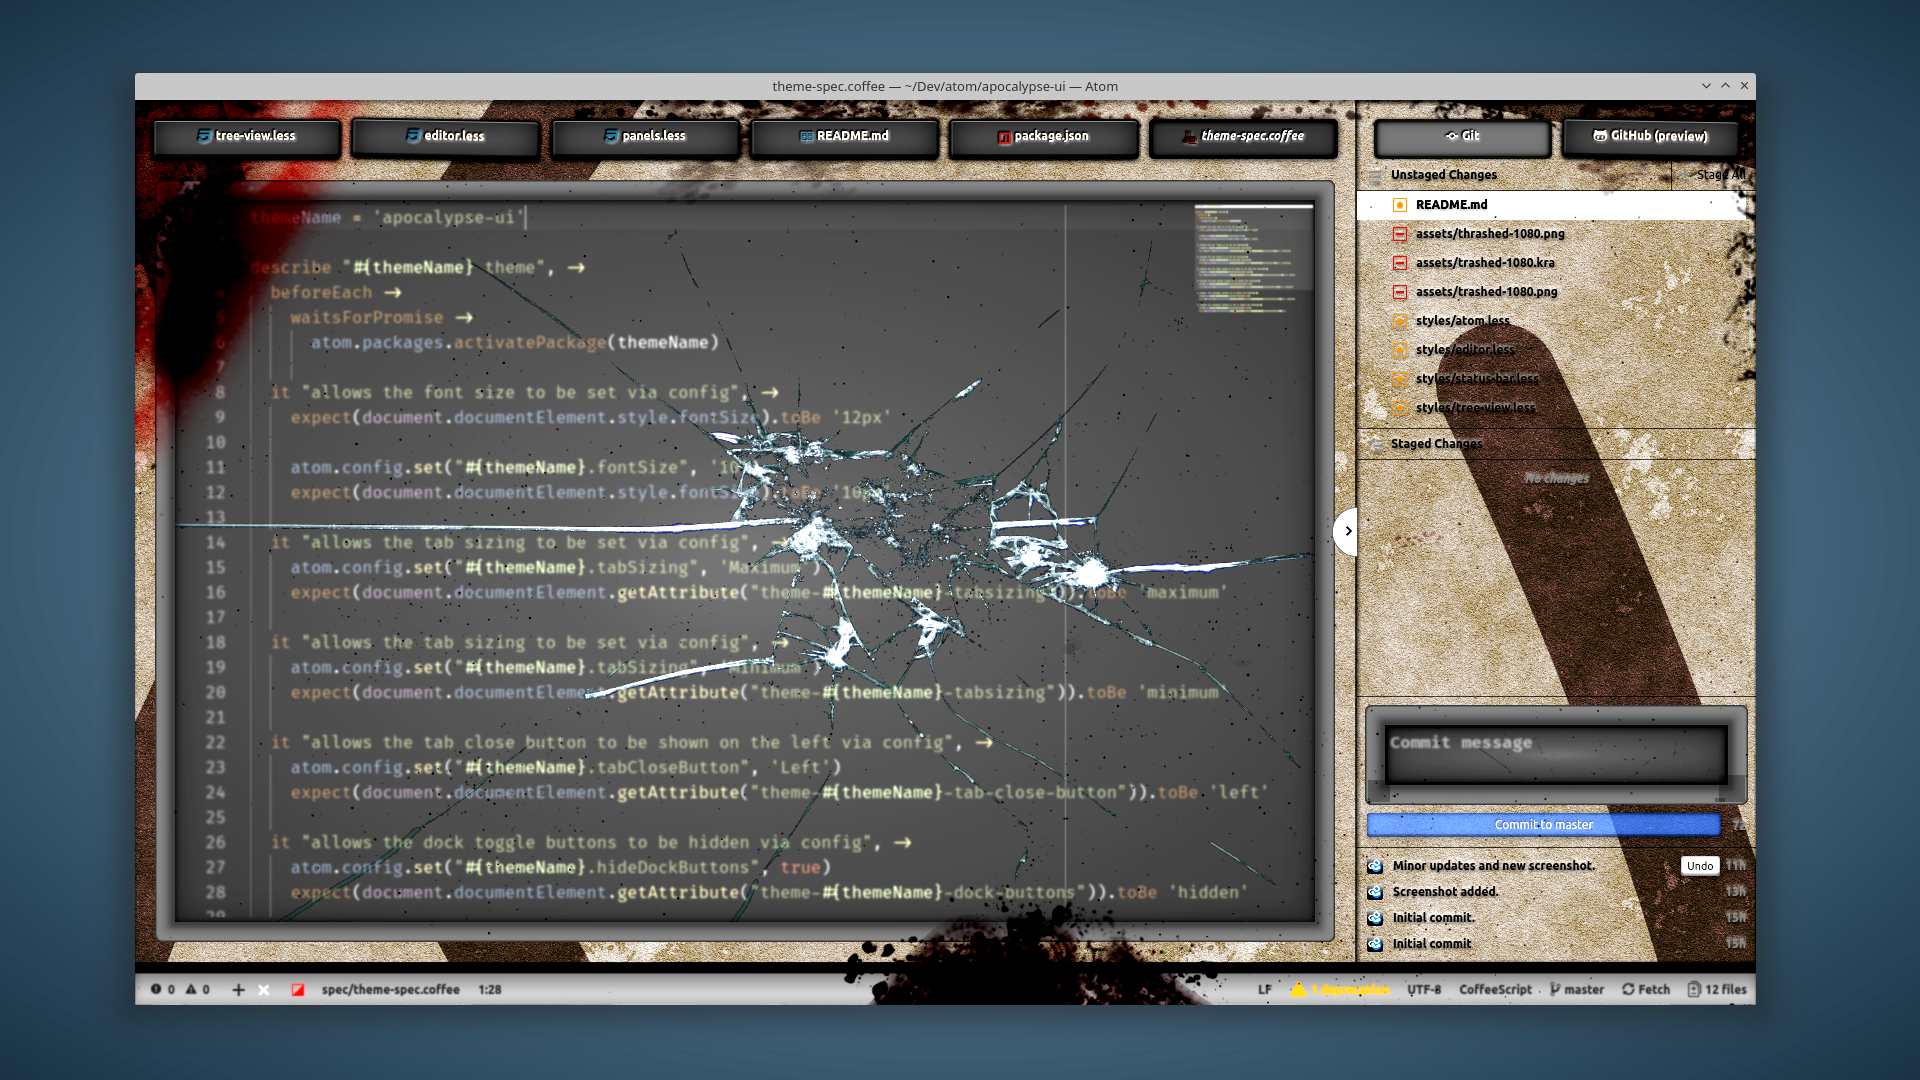 theme-spec.coffee — ~/Dev/atom/apocalypse-ui — Atom
tree-view.less
editor.less
panels.less
README.md
package.json
theme-spec.coffee
Git
GitHub (preview)
themeName = 'apocalypse-ui'
describe "#{themeName} theme", →
beforeEach →
waitsForPromise →
6 atom.packages.activatePackage(themeName)
7
8 it "allows the font size to be set via config", →
9 expect(document.documentElement.style.fontSize).toBe '12px'
10
11 atom.config.set("#{themeName}.fontSize", '10
12 expect(document.documentElement.style.fontSize).toBe '10px'
13
14 it "allows the tab sizing to be set via config", →
15 atom.config.set("#{themeName}.tabSizing", 'Maximum')
16 expect(document.documentElement.getAttribute("theme-#{themeName}-tabsizing")).toBe 'maximum'
17
18 it "allows the tab sizing to be set via config", →
19 atom.config.set("#{themeName}.tabSizing", 'Minimum')
20 expect(document.documentElement.getAttribute("theme-#{themeName}-tabsizing")).toBe 'minimum'
21
22 it "allows the tab close button to be shown on the left via config", →
23 atom.config.set("#{themeName}.tabCloseButton", 'Left')
24 expect(document.documentElement.getAttribute("theme-#{themeName}-tab-close-button")).toBe 'left'
25
26 it "allows the dock toggle buttons to be hidden via config", →
27 atom.config.set("#{themeName}.hideDockButtons", true)
28 expect(document.documentElement.getAttribute("theme-#{themeName}-dock-buttons")).toBe 'hidden'
29
Unstaged Changes
Stage All
README.md
assets/thrashed-1080.png
assets/trashed-1080.kra
assets/trashed-1080.png
styles/atom.less
styles/editor.less
styles/status-bar.less
styles/tree-view.less
Staged Changes
No changes
Commit message
Commit to master
72
Minor updates and new screenshot.
Undo
11h
Screenshot added.
13h
Initial commit.
15h
Initial commit
15h
0
0
spec/theme-spec.coffee
1:28
LF
1 deprecation
UTF-8
CoffeeScript
master
Fetch
12 files